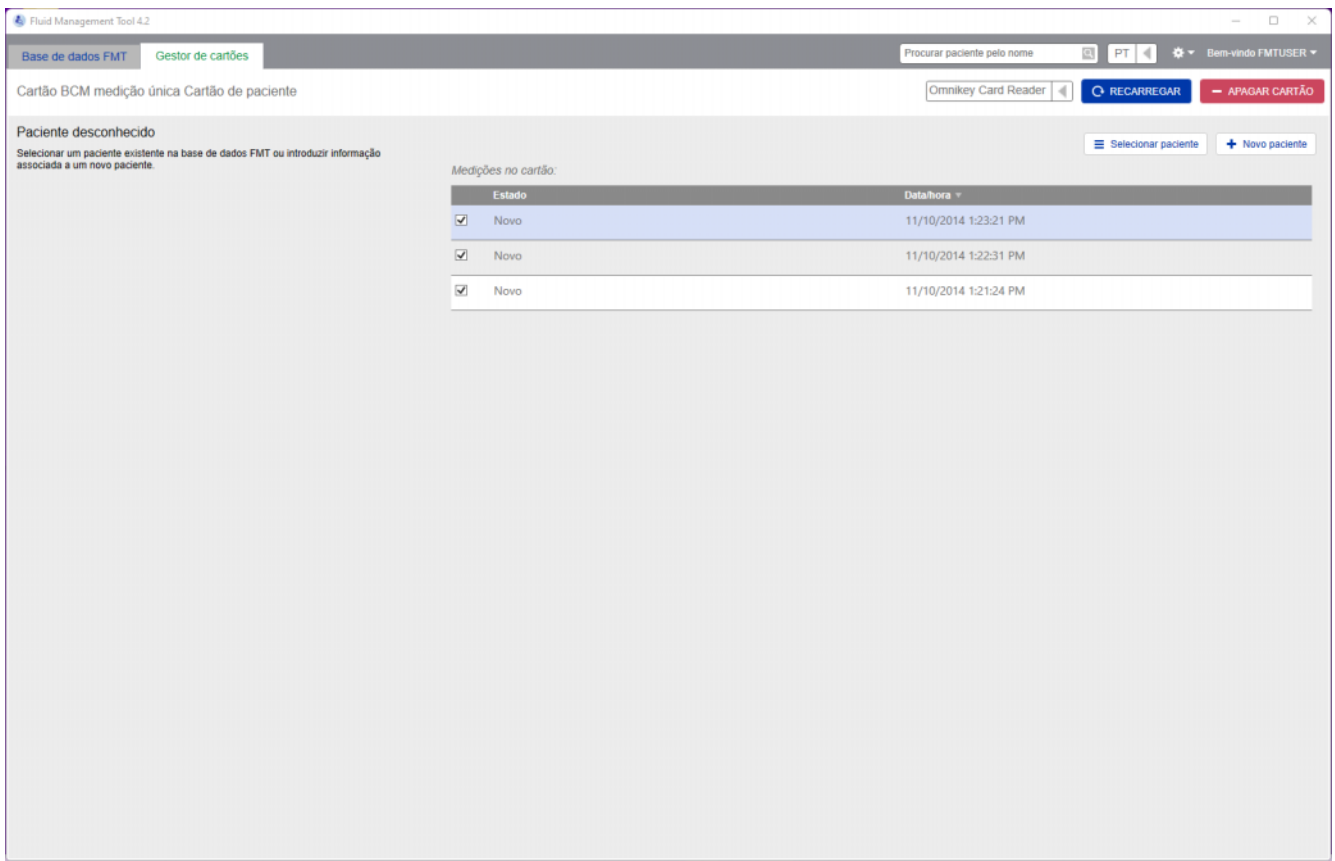 Fluid Management Tool 4.2
Base de dados FMT
Gestor de cartões
Procurar paciente pelo nome
PT
Bem-vindo FMTUSER
Cartão BCM medição única Cartão de paciente
Omnikey Card Reader
RECARREGAR
APAGAR CARTÃO
Paciente desconhecido
Selecionar um paciente existente na base de dados FMT ou introduzir informação
associada a um novo paciente.
Selecionar paciente
Novo paciente
Medições no cartão:
Estado Data/hora
Novo 11/10/2014 1:23:21 PM
Novo 11/10/2014 1:22:31 PM
Novo 11/10/2014 1:21:24 PM